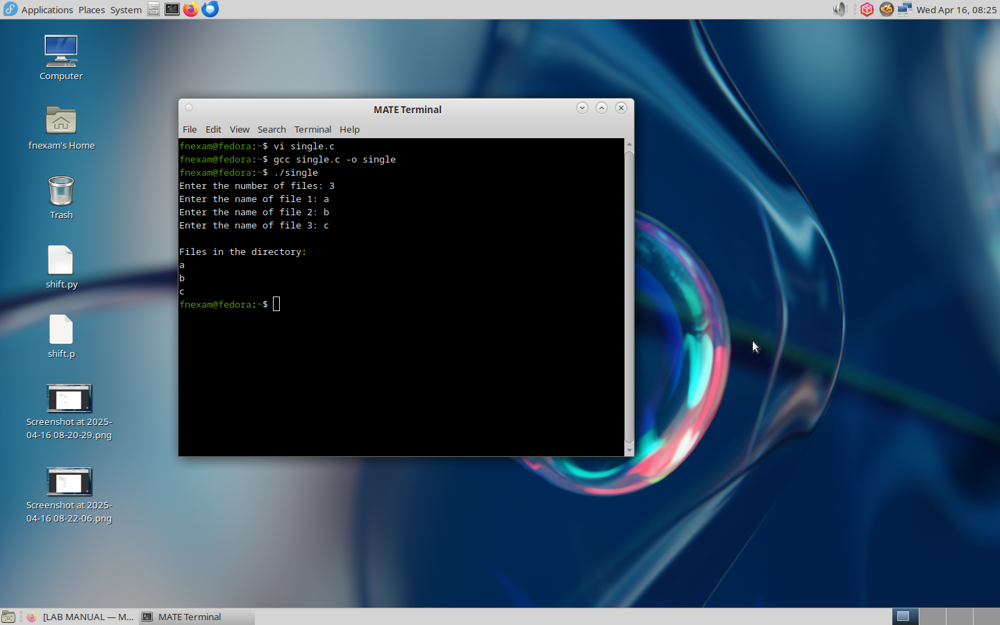 Applications Places System
Wed Apr 16, 08:25
Computer
fnexam's Home
Trash
shift.py
shift.p
Screenshot at 2025-
04-16 08-20-29.png
Screenshot at 2025-
04-16 08-22-06.png
MATE Terminal
File Edit View Search Terminal Help
fnexam@fedora:~$ vi single.c
fnexam@fedora:~$ gcc single.c -o single
fnexam@fedora:~$ ./single
Enter the number of files: 3
Enter the name of file 1: a
Enter the name of file 2: b
Enter the name of file 3: c
Files in the directory:
a
b
c
fnexam@fedora:~$
[LAB MANUAL — M...
MATE Terminal